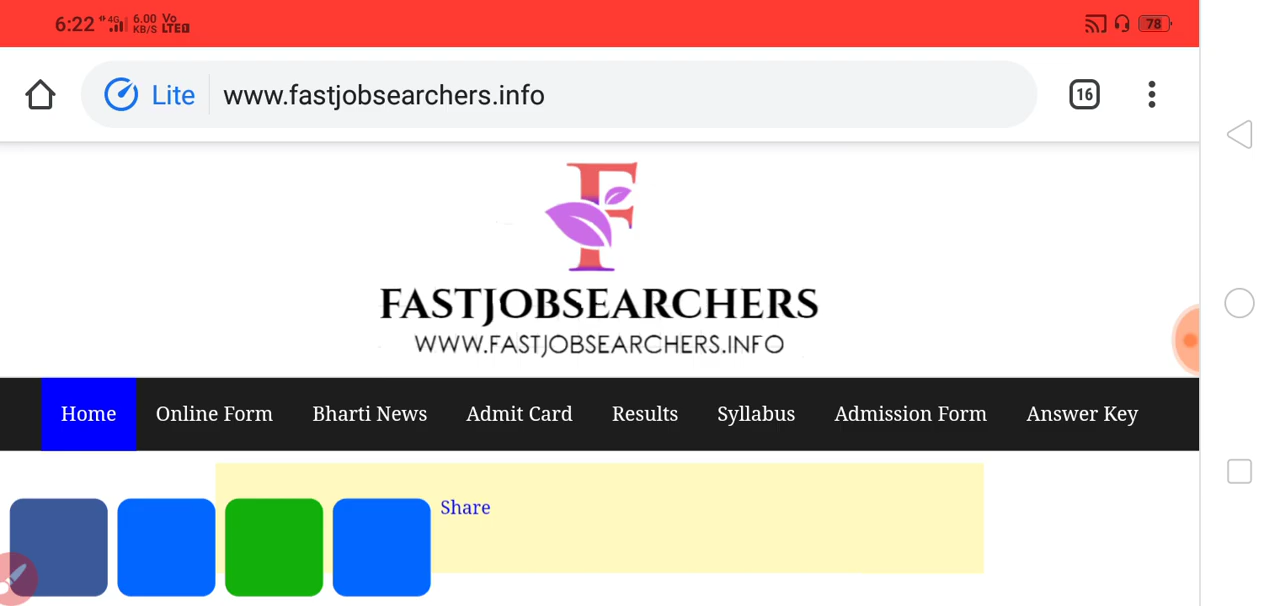 6:22 4G 6.00 KB/S Vo LTE 78
Lite www.fastjobsearchers.info 16
F
FASTJOBSEARCHERS
WWW.FASTJOBSEARCHERS.INFO
Home Online Form Bharti News Admit Card Results Syllabus Admission Form Answer Key
Share